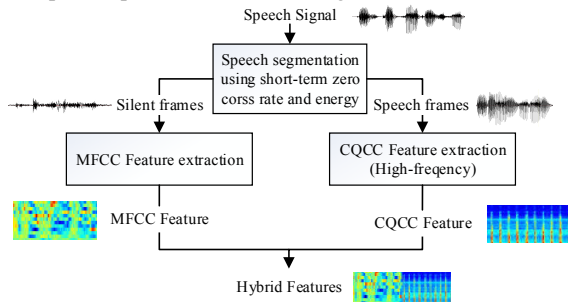 Speech Signal
Speech segmentation
using short-term zero
corss rate and energy
Silent frames
Speech frames
MFCC Feature extraction
CQCC Feature extraction
(High-freqency)
MFCC Feature
CQCC Feature
Hybrid Features